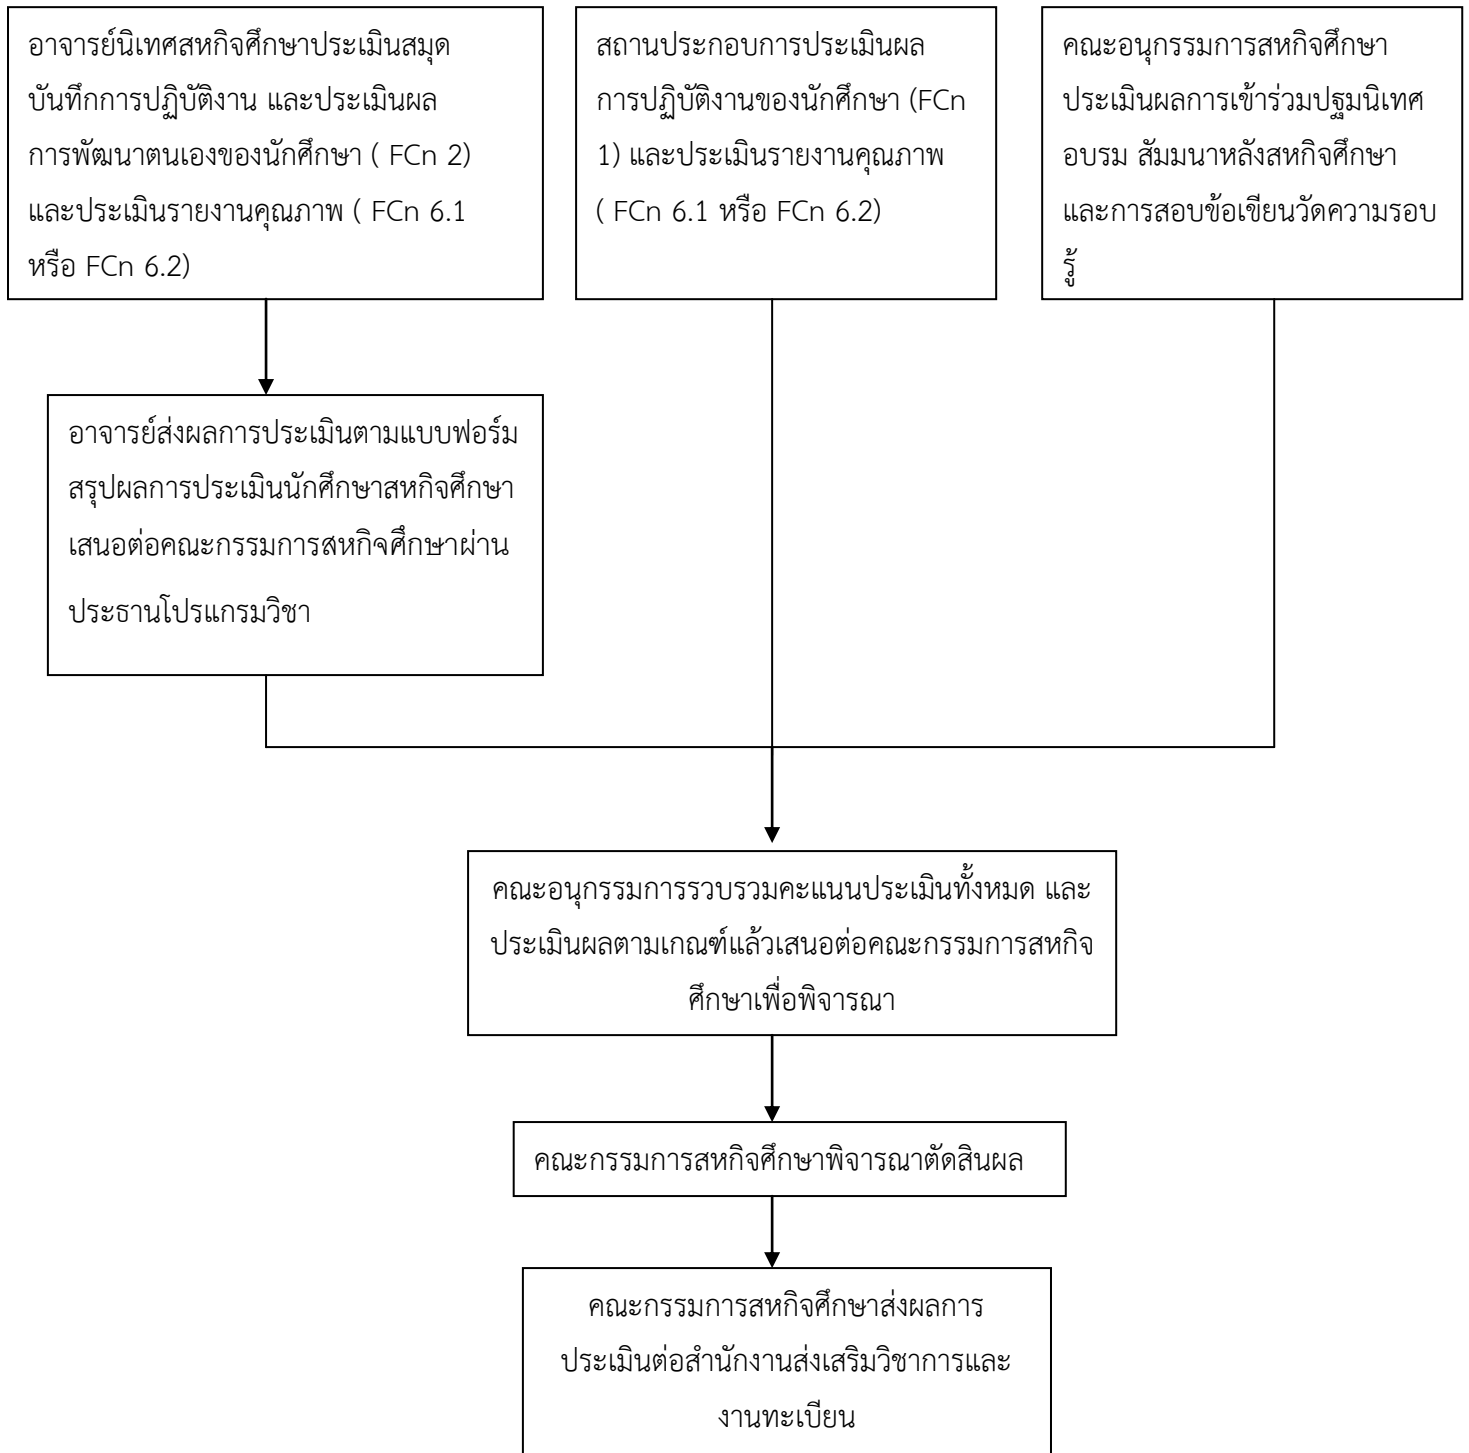 อาจารย์นิเทศสหกิจศึกษาประเมินสมุด
บันทึกการปฏิบัติงาน และประเมินผล
การพัฒนาตนเองของนักศึกษา ( FCn 2)
และประเมินรายงานคุณภาพ ( FCn 6.1
หรือ FCn 6.2)
สถานประกอบการประเมินผล
การปฏิบัติงานของนักศึกษา (FCn
1) และประเมินรายงานคุณภาพ
( FCn 6.1 หรือ FCn 6.2)
คณะอนุกรรมการสหกิจศึกษา
ประเมินผลการเข้าร่วมปฐมนิเทศ
อบรม สัมมนาหลังสหกิจศึกษา
และการสอบข้อเขียนวัดความรอบ
รู้
อาจารย์ส่งผลการประเมินตามแบบฟอร์ม
สรุปผลการประเมินนักศึกษาสหกิจศึกษา
เสนอต่อคณะกรรมการสหกิจศึกษาผ่าน
ประธานโปรแกรมวิชา
คณะอนุกรรมการรวบรวมคะแนนประเมินทั้งหมด และ
ประเมินผลตามเกณฑ์แล้วเสนอต่อคณะกรรมการสหกิจ
ศึกษาเพื่อพิจารณา
คณะกรรมการสหกิจศึกษาพิจารณาตัดสินผล
คณะกรรมการสหกิจศึกษาส่งผลการ
ประเมินต่อสำนักงานส่งเสริมวิชาการและ
งานทะเบียน